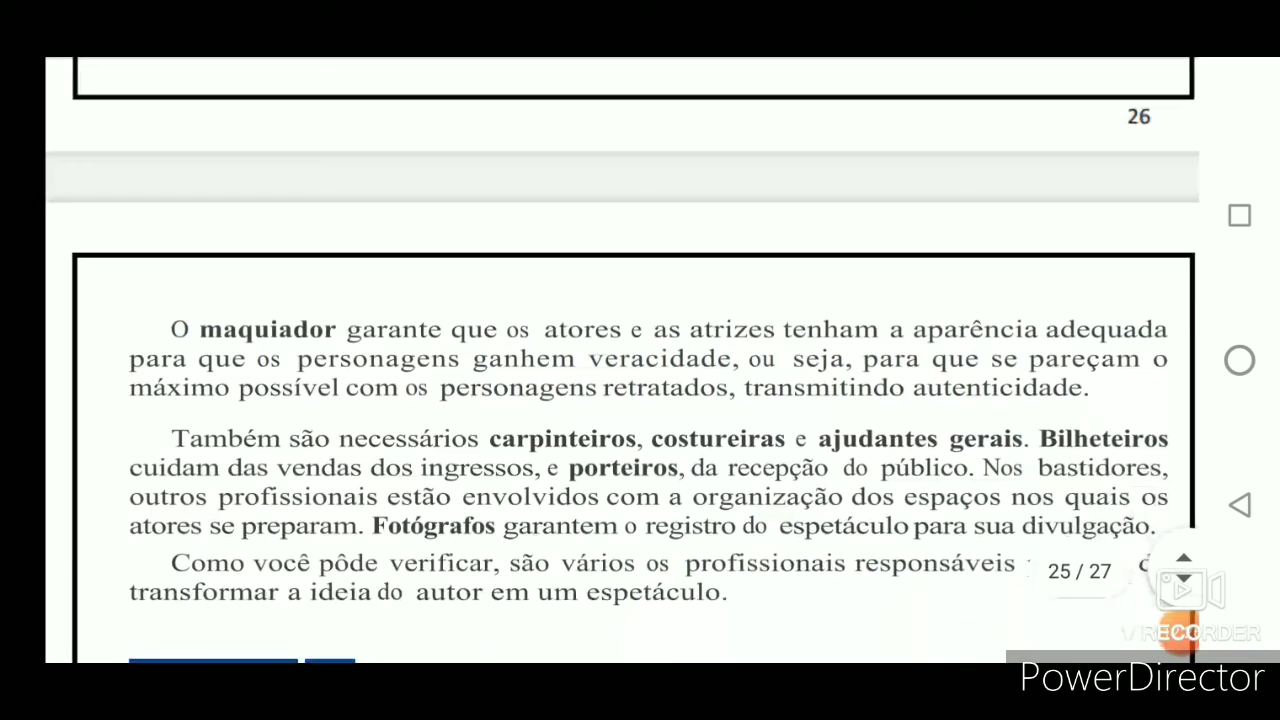 26
O maquiador garante que os atores e as atrizes tenham a aparência adequada
para que os personagens ganhem veracidade, ou seja, para que se pareçam o
máximo possível com os personagens retratados, transmitindo autenticidade.
Também são necessários carpinteiros, costureiras e ajudantes gerais. Bilheteiros
cuidam das vendas dos ingressos, e porteiros, da recepção do público. Nos bastidores,
outros profissionais estão envolvidos com a organização dos espaços nos quais os
atores se preparam. Fotógrafos garantem o registro do espetáculo para sua divulgação.
Como você pôde verificar, são vários os profissionais responsáveis
transformar a ideia do autor em um espetáculo.
25 / 27
RECORDER
PowerDirector